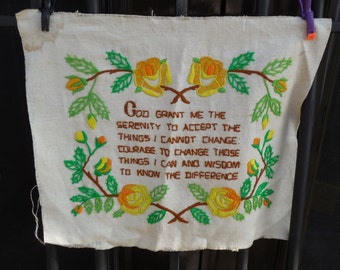 GOD GRANT ME THE
SERENITY TO ACCEPT THE
THINGS I CANNOT CHANGE
COURAGE TO CHANGE THOSE
THINGS I CAN AND WISDOM
TO KNOW THE DIFFERENCE